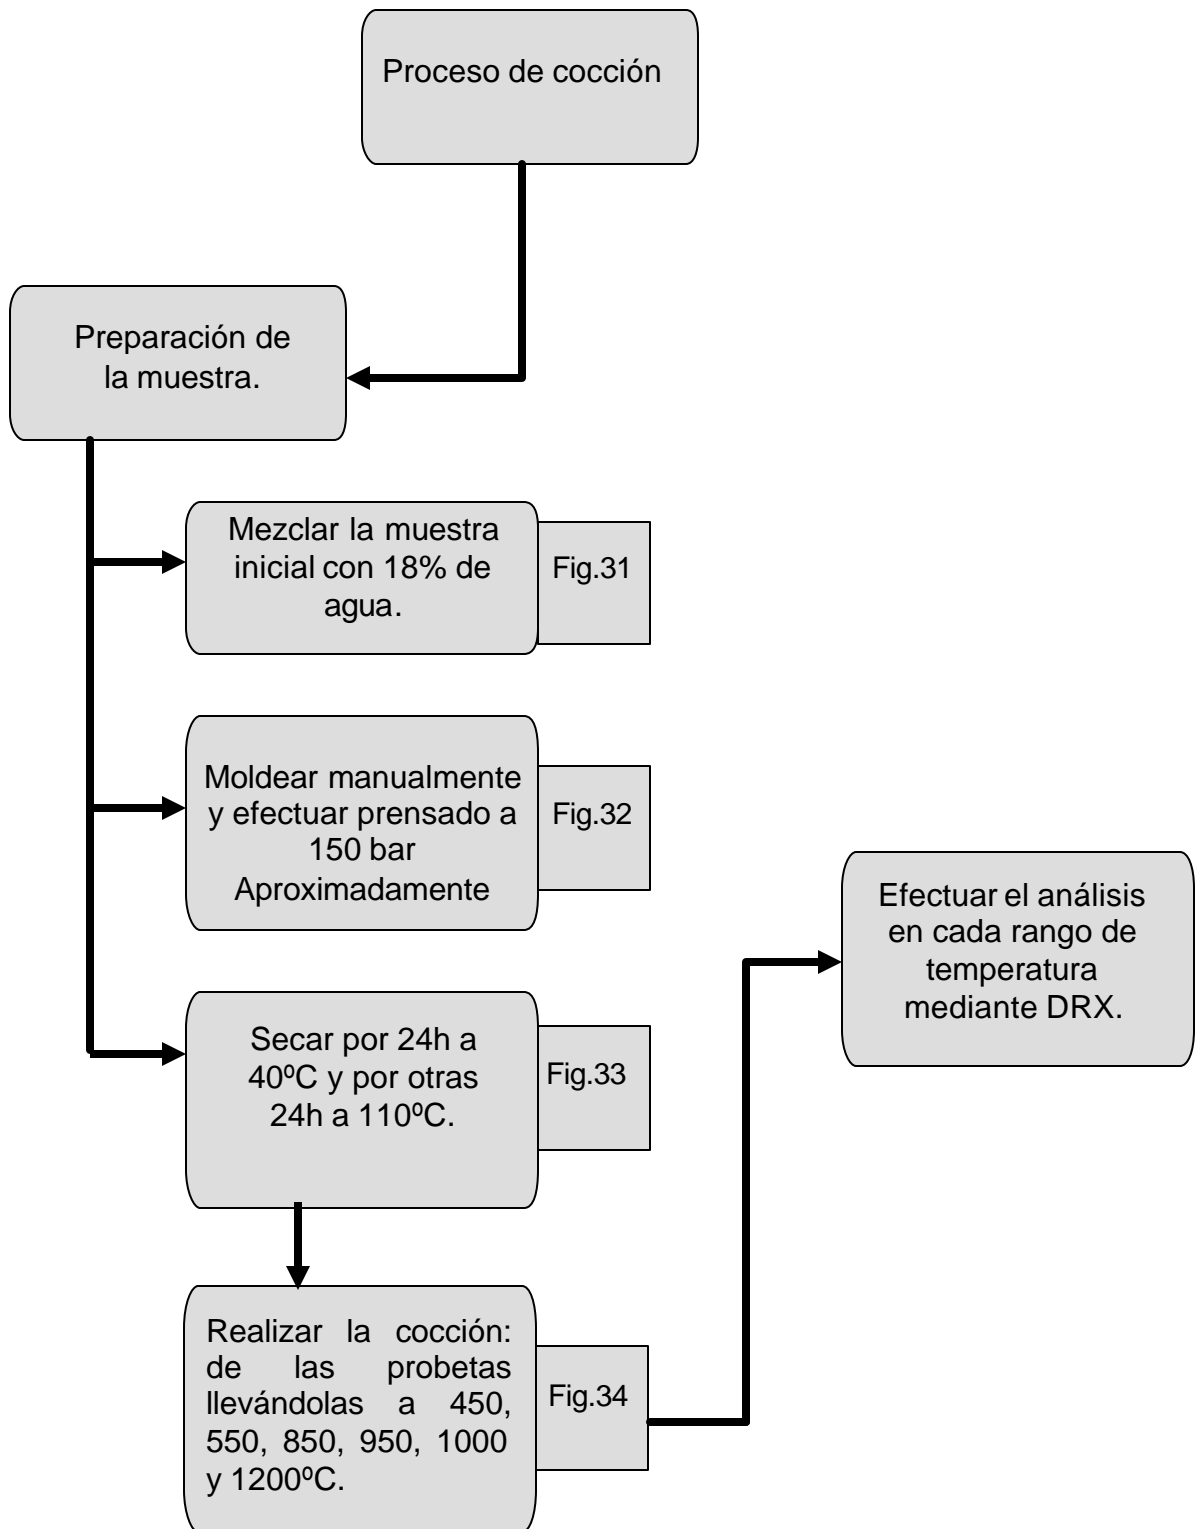 Proceso de cocción
Preparación de
la muestra.
Mezclar la muestra
inicial con 18% de
agua.
Fig.31
Moldear manualmente
y efectuar prensado a
150 bar
Aproximadamente
Fig.32
Secar por 24h a
40ºC y por otras
24h a 110ºC.
Fig.33
Realizar la cocción:
de las probetas
llevándolas a 450,
550, 850, 950, 1000
y 1200ºC.
Fig.34
Efectuar el análisis
en cada rango de
temperatura
mediante DRX.